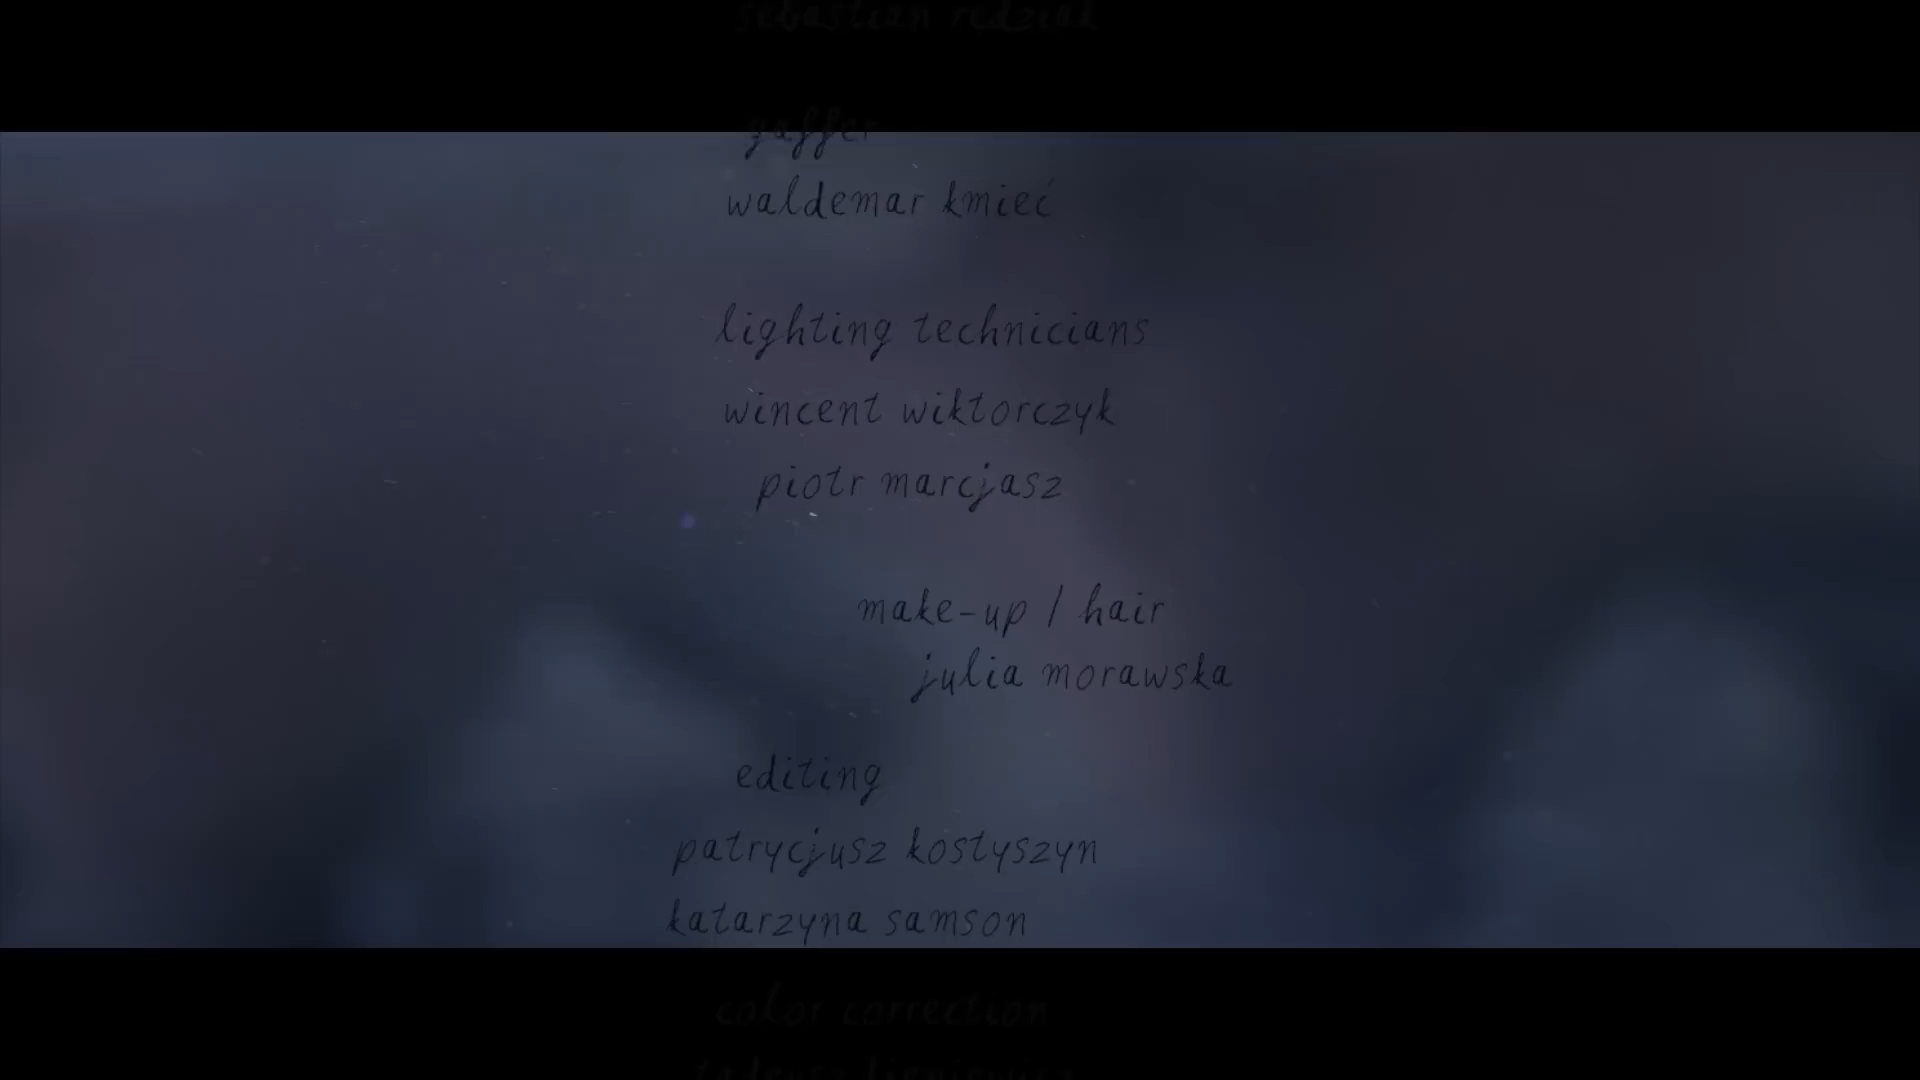 sebastian
gaffer
waldemar kmieć
lighting technicians
wincent wiktorczyk
piotr marcjasz
make-up / hair
julia morawska
editing
patrycjusz kostyszyn
katarzyna samson
color correction